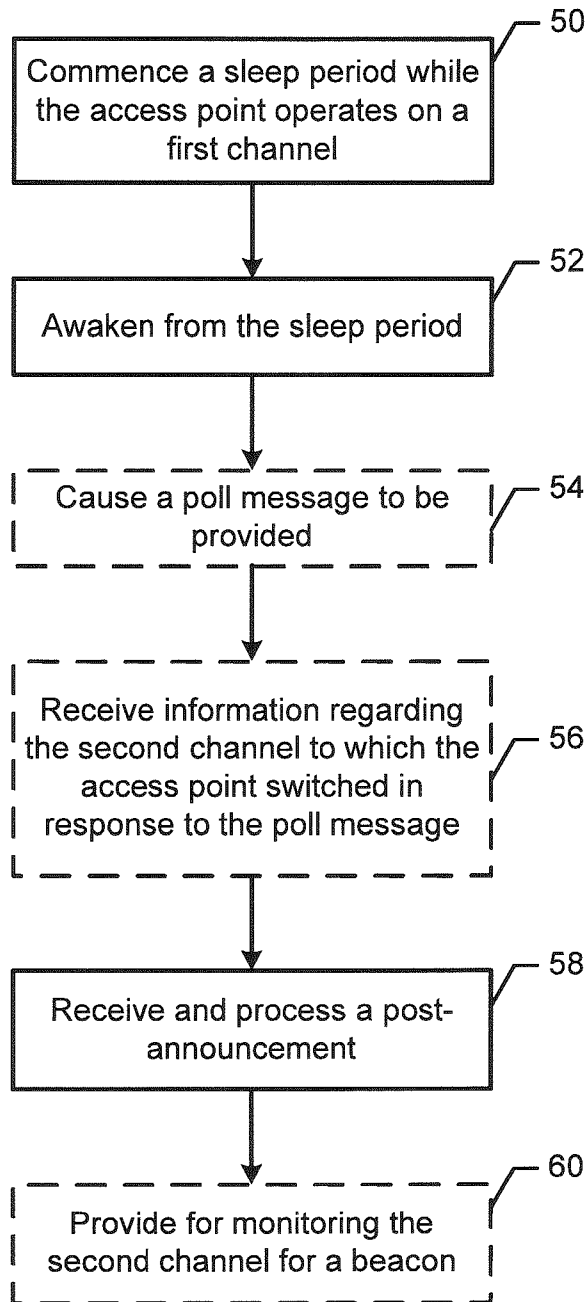 50
Commence a sleep period while
the access point operates on a
first channel
52
Awaken from the sleep period
54
Cause a poll message to be
provided
56
Receive information regarding
the second channel to which the
access point switched in
response to the poll message
58
Receive and process a post-
announcement
60
Provide for monitoring the
second channel for a beacon